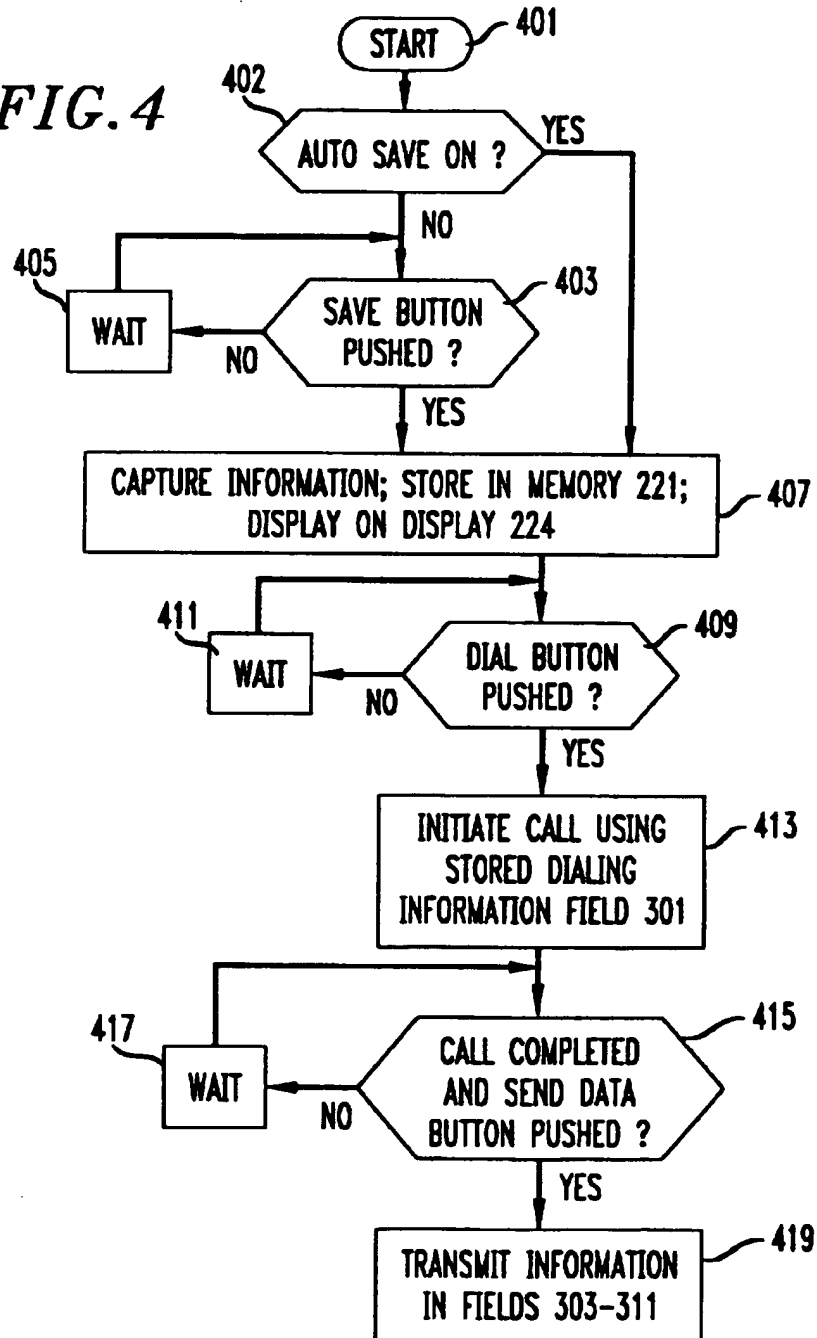 FIG. 4
START
401
402
AUTO SAVE ON ?
YES
NO
405
WAIT
NO
SAVE BUTTON
PUSHED ?
403
YES
CAPTURE INFORMATION; STORE IN MEMORY 221;
DISPLAY ON DISPLAY 224
407
411
WAIT
NO
DIAL BUTTON
PUSHED ?
409
YES
INITIATE CALL USING
STORED DIALING
INFORMATION FIELD 301
413
417
WAIT
NO
CALL COMPLETED
AND SEND DATA
BUTTON PUSHED ?
415
YES
TRANSMIT INFORMATION
IN FIELDS 303-311
419